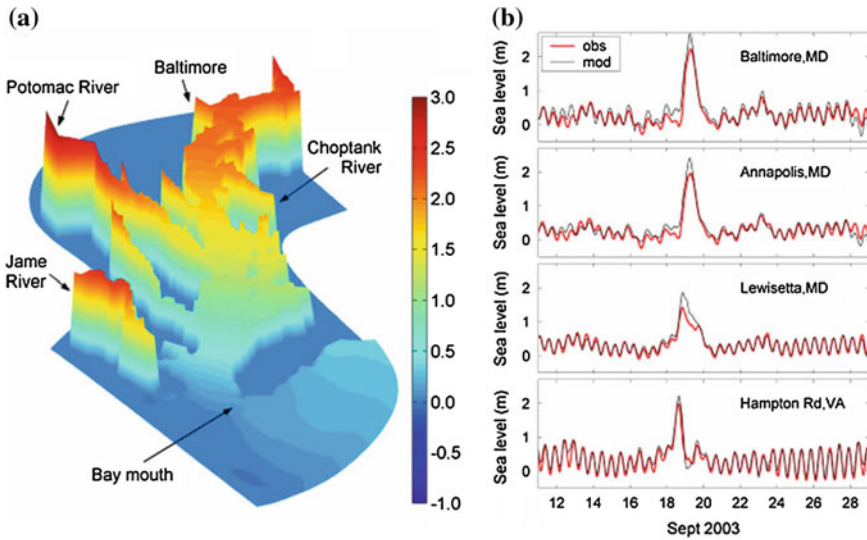 (a)
Potomac River
Baltimore
Choptank
River
Jame
River
Bay mouth
3.0
2.5
2.0
1.5
1.0
0.5
0.0
-0.5
-1.0
(b)
obs
mod
Baltimore,MD
Sea level (m)
2
1
0
Annapolis,MD
Sea level (m)
2
1
0
Lewisetta,MD
Sea level (m)
2
1
0
Hampton Rd,VA
Sea level (m)
2
1
0
12 14 16 18 20 22 24 26 28
Sept 2003